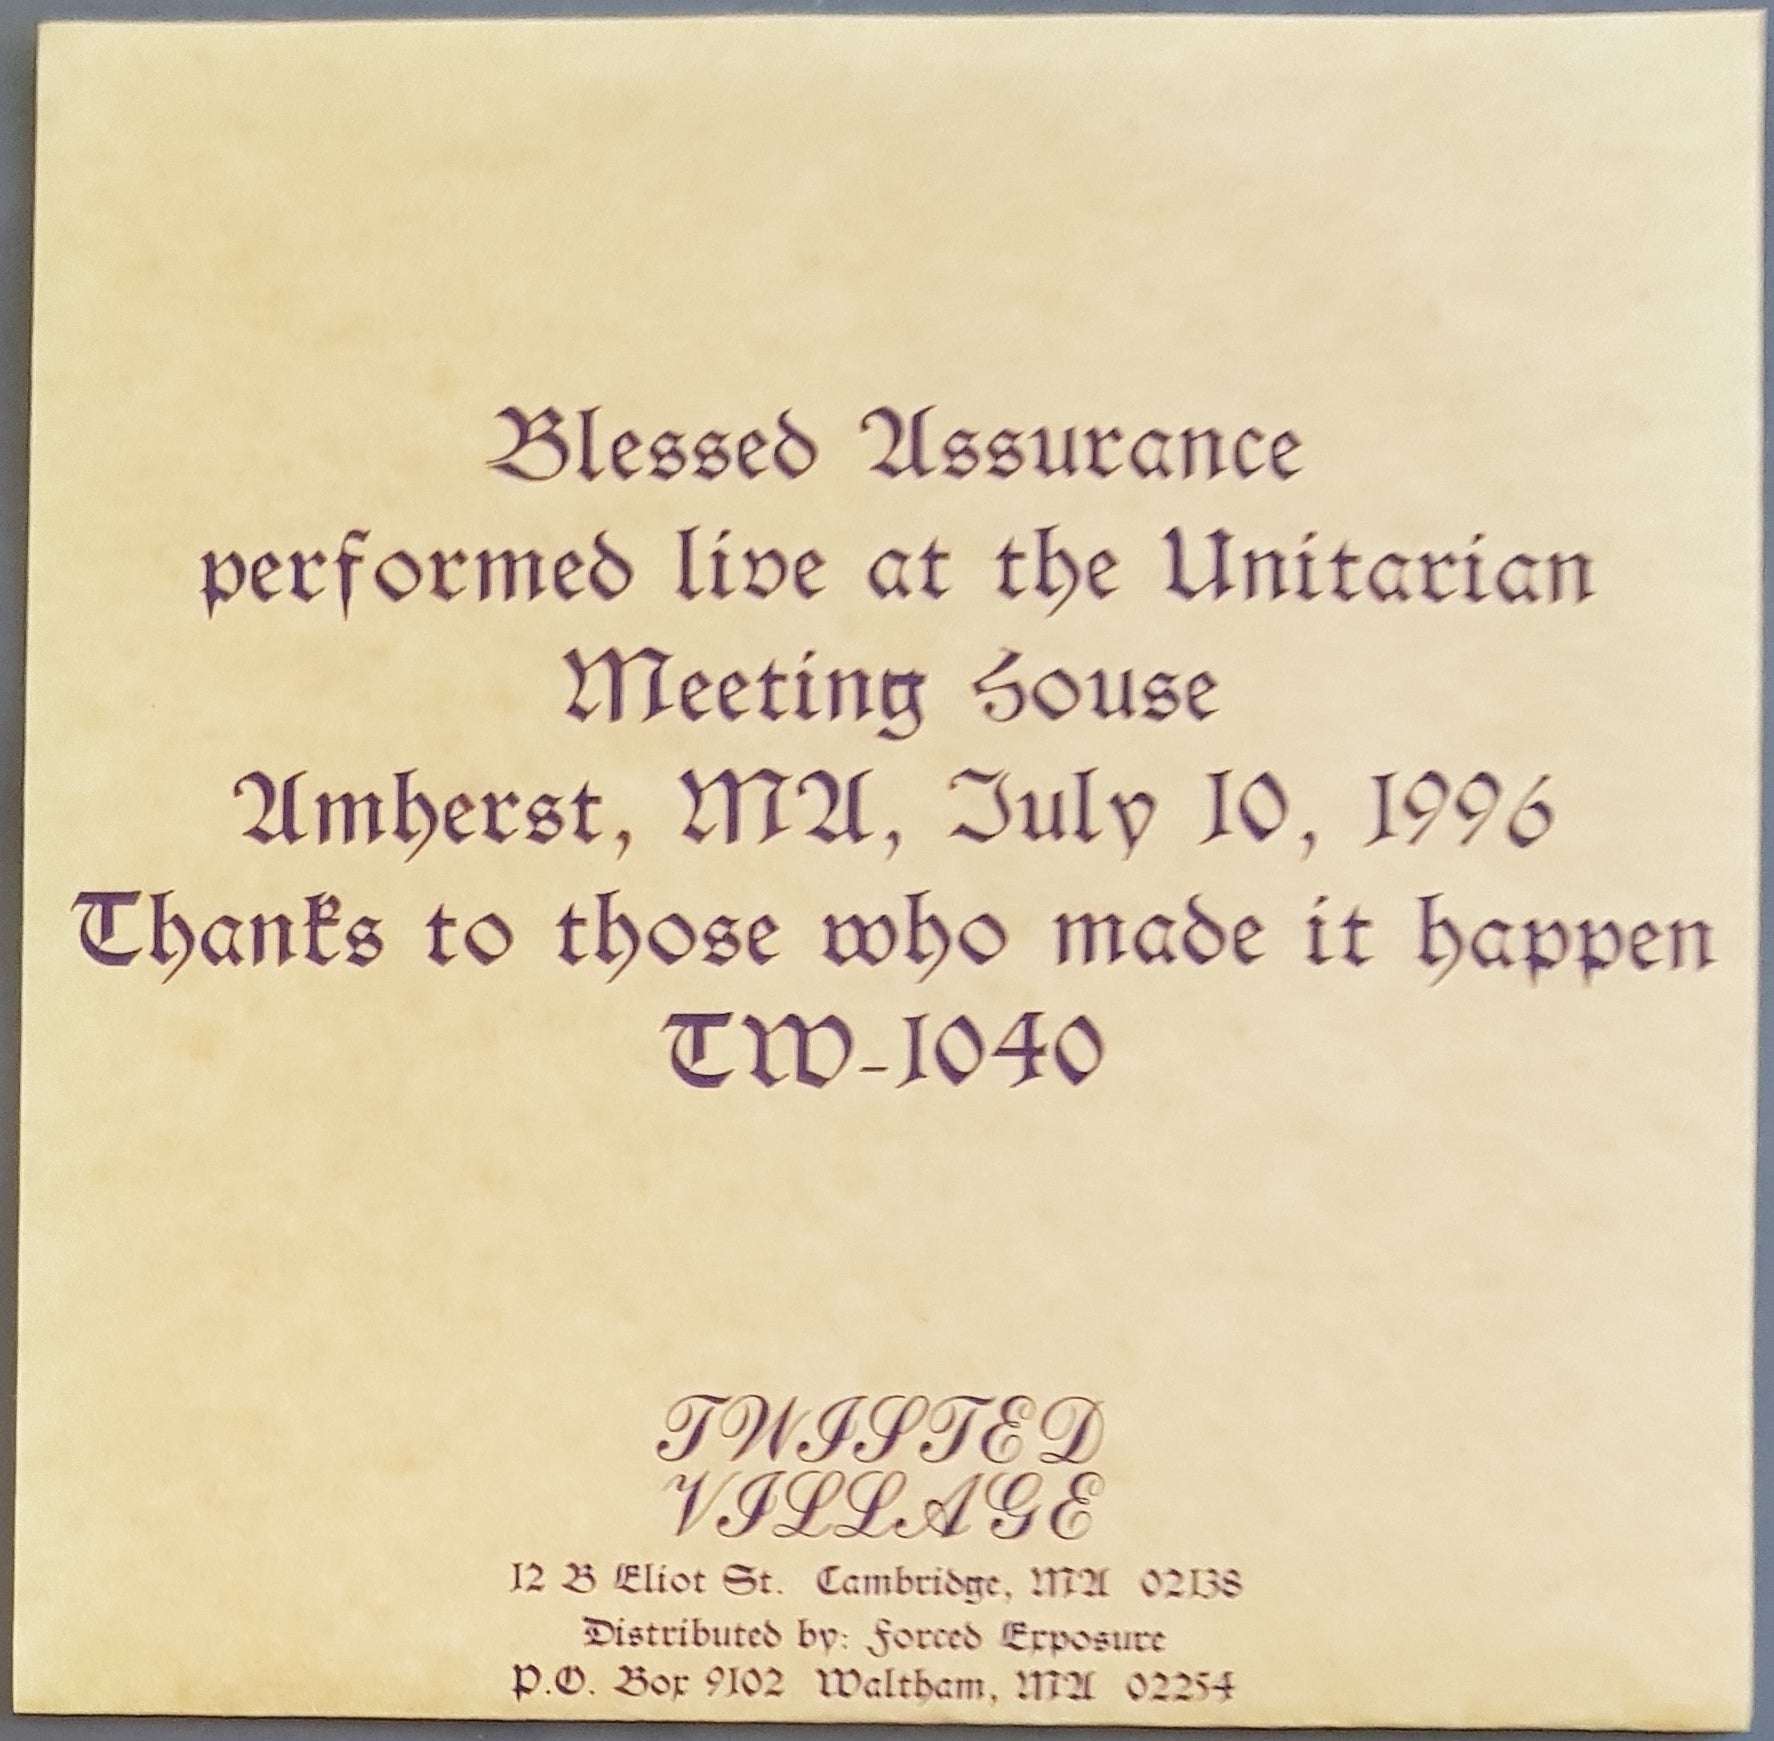 Blessed Assurance
performed live at the Unitarian
Meeting House
Amherst, MA, July 10, 1996
Thanks to those who made it happen
TW-1040
TWISTED
VILLAGE
12 B Eliot St. Cambridge, MA 02138
Distributed by: Forced Exposure
P.O. Box 9102 Waltham, MA 02254